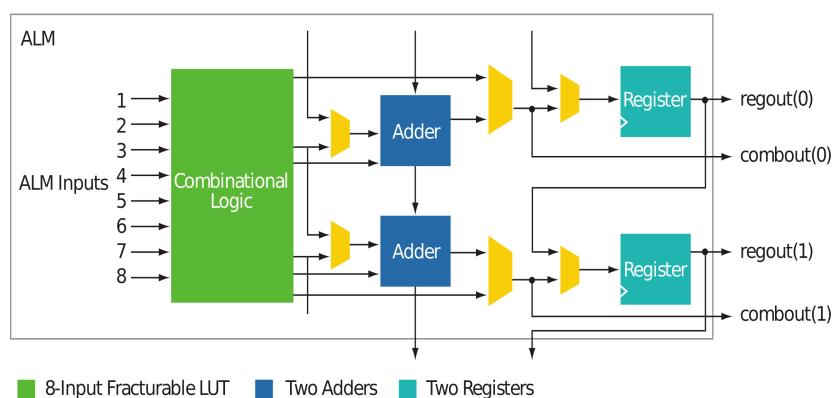 ALM
1
2
3
4
5
6
7
8
ALM Inputs
Combinational
Logic
Adder
Adder
Register
Register
regout(0)
combout(0)
regout(1)
combout(1)
8-Input Fracturable LUT
Two Adders
Two Registers